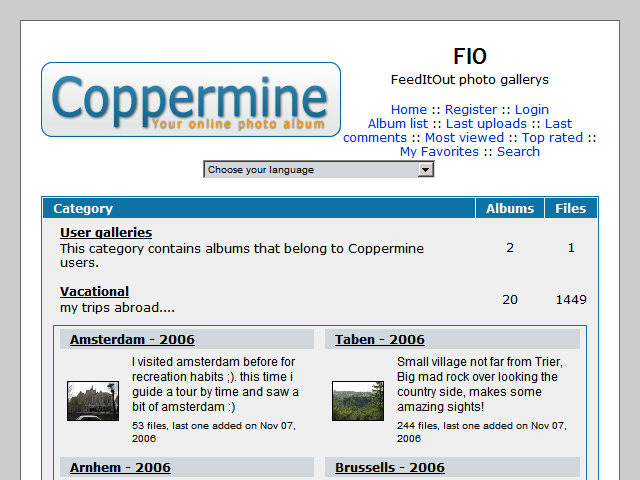 Coppermine
Your online photo album
FIO
FeedItOut photo gallerys
Home :: Register :: Login
Album list :: Last uploads :: Last
comments :: Most viewed :: Top rated ::
My Favorites :: Search
Choose your language
Category Albums Files
User galleries
This category contains albums that belong to Coppermine
users.
2 1
Vacational
my trips abroad....
20 1449
Amsterdam - 2006
I visited amsterdam before for
recreation habits ;). this time i
guide a tour by time and saw a
bit of amsterdam :)
53 files, last one added on Nov 07,
2006
Taben - 2006
Small village not far from Trier,
Big mad rock over looking the
country side, makes some
amazing sights!
244 files, last one added on Nov 07,
2006
Arnhem - 2006
Brussells - 2006